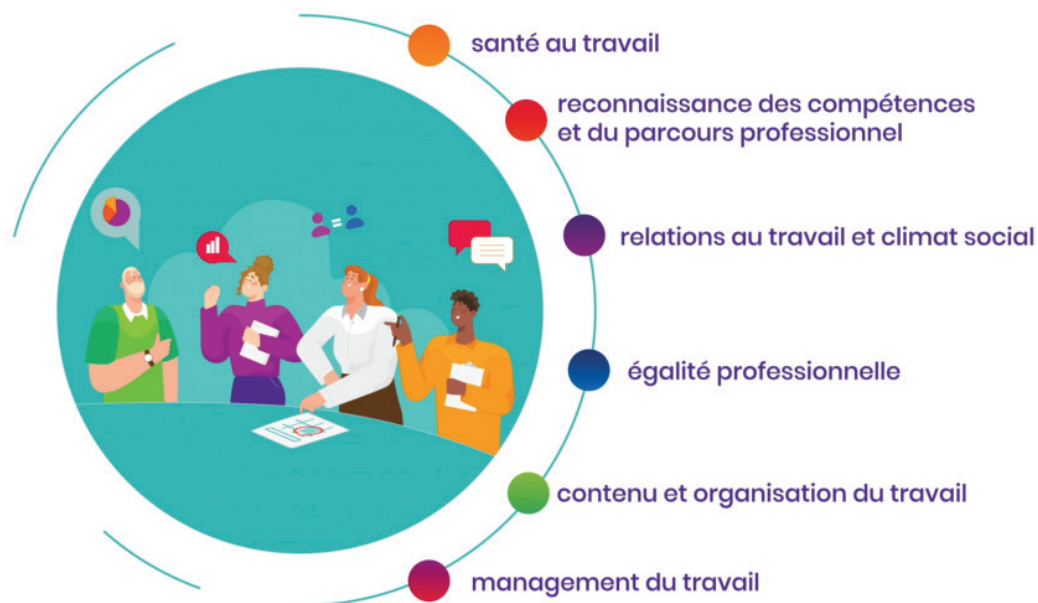 santé au travail
reconnaissance des compétences
et du parcours professionnel
relations au travail et climat social
égalité professionnelle
contenu et organisation du travail
management du travail